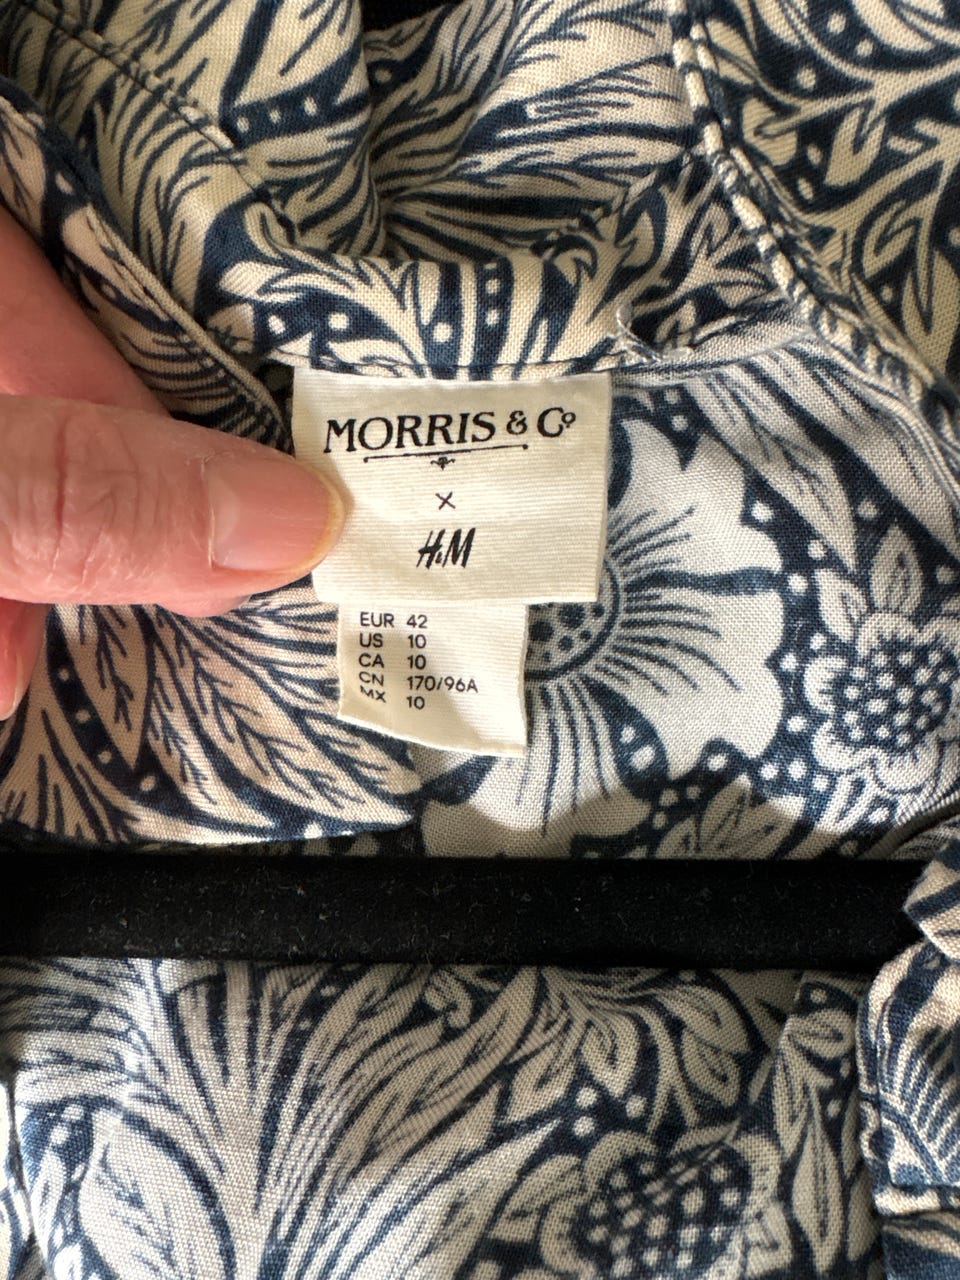 MORRIS & Cº
X
H&M
EUR 42
US 10
CA 10
CN 170/96A
MX 10